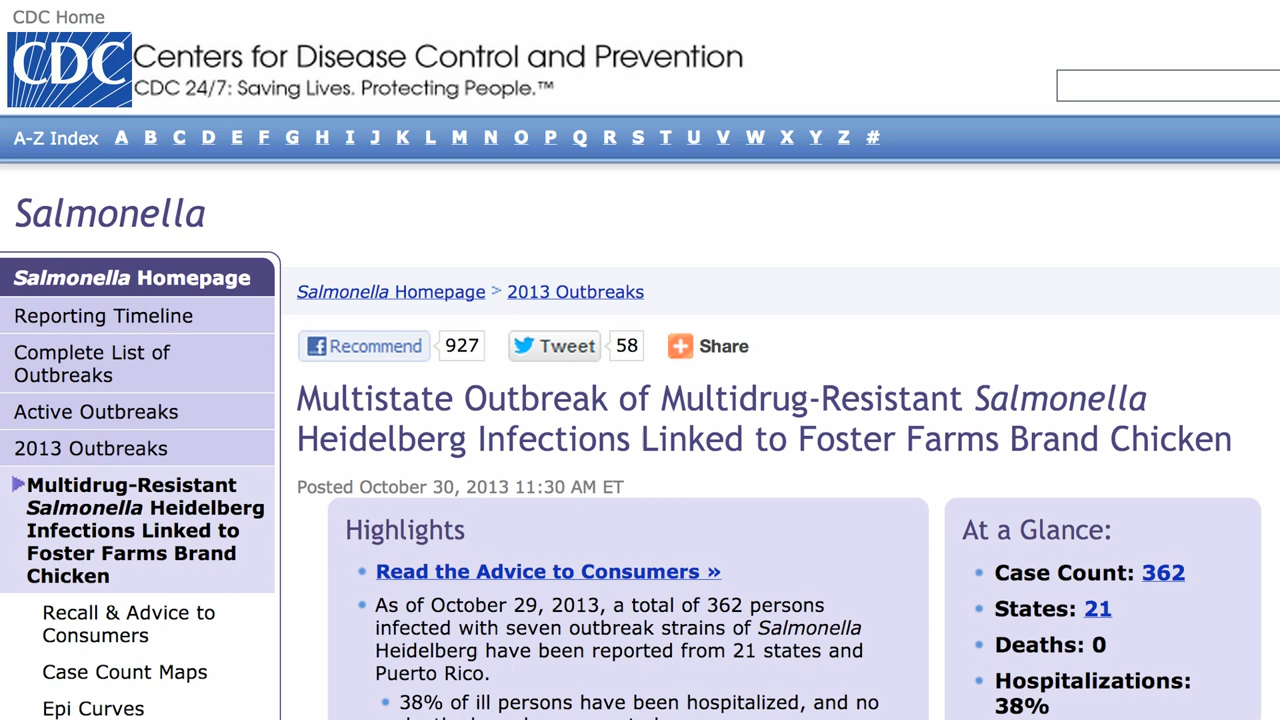 CDC Home
CDC
Centers for Disease Control and Prevention
CDC 24/7: Saving Lives. Protecting People.™
A-Z Index A B C D E F G H I J K L M N O P Q R S T U V W X Y Z #
Salmonella
Salmonella Homepage
Reporting Timeline
Complete List of
Outbreaks
Active Outbreaks
2013 Outbreaks
Multidrug-Resistant
Salmonella Heidelberg
Infections Linked to
Foster Farms Brand
Chicken
Recall & Advice to
Consumers
Case Count Maps
Epi Curves
Salmonella Homepage > 2013 Outbreaks
Recommend 927 Tweet 58 Share
Multistate Outbreak of Multidrug-Resistant Salmonella
Heidelberg Infections Linked to Foster Farms Brand Chicken
Posted October 30, 2013 11:30 AM ET
Highlights
Read the Advice to Consumers »
As of October 29, 2013, a total of 362 persons
infected with seven outbreak strains of Salmonella
Heidelberg have been reported from 21 states and
Puerto Rico.
38% of ill persons have been hospitalized, and no
At a Glance:
Case Count: 362
States: 21
Deaths: 0
Hospitalizations:
38%